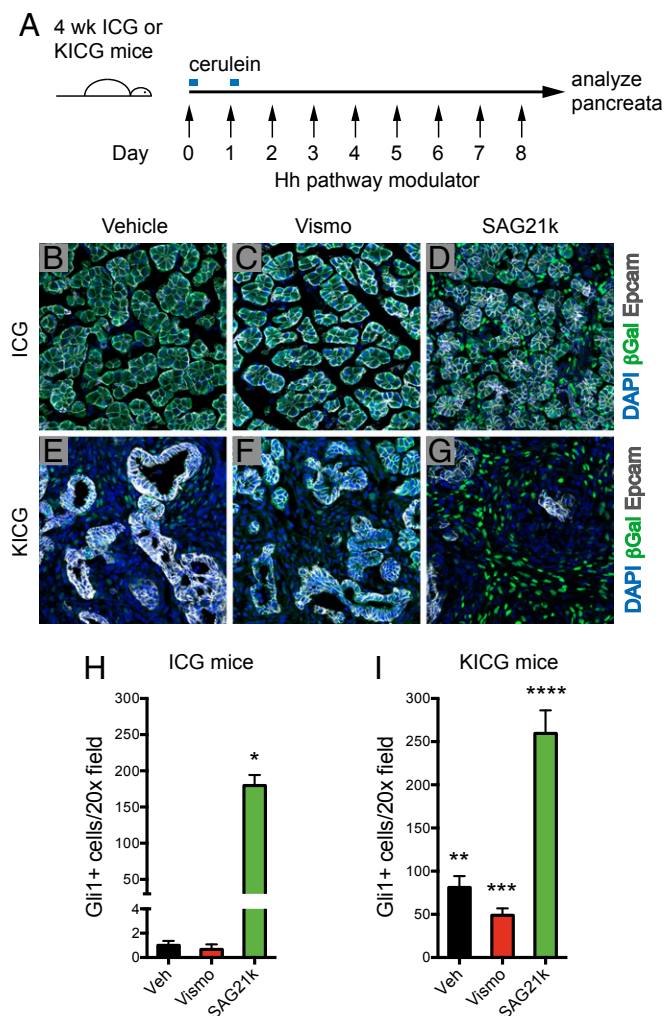 A
4 wk ICG or
KICG mice
cerulein
analyze
pancreata
Day 0 1 2 3 4 5 6 7 8
Hh pathway modulator
Vehicle Vismo SAG21k
ICG
B C D
DAPI βGal Epcam
KICG
E F G
DAPI βGal Epcam
H ICG mice
Gli1+ cells/20x field
300
250
200
150
100
50
4
2
0
*
Veh Vismo SAG21k
I KICG mice
Gli1+ cells/20x field
300
250
200
150
100
50
0
** *** ****
Veh Vismo SAG21k